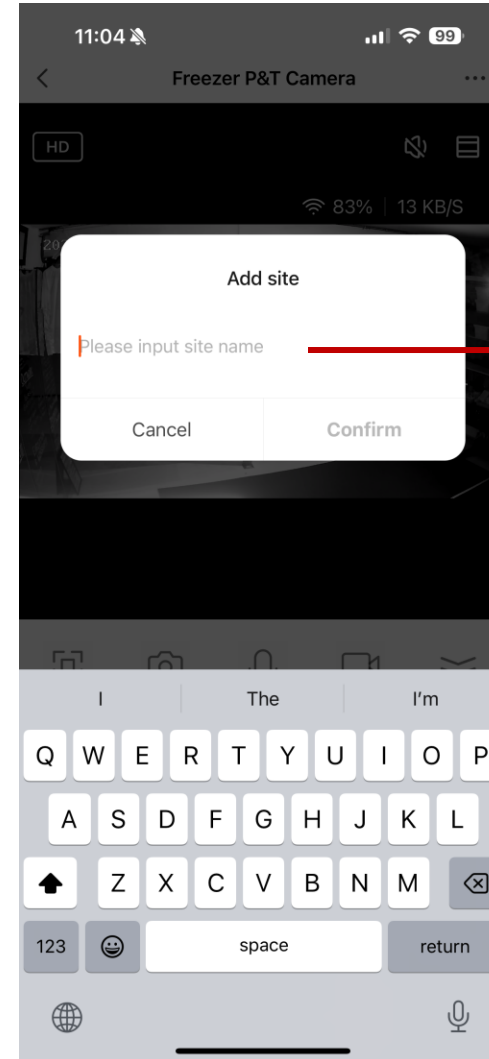 11:04 99
Freezer P&T Camera
HD
83% 13 KB/S
20
Add site
Please input site name
Cancel Confirm
I The I'm
Q W E R T Y U I O P
A S D F G H J K L
Z X C V B N M
123 space return